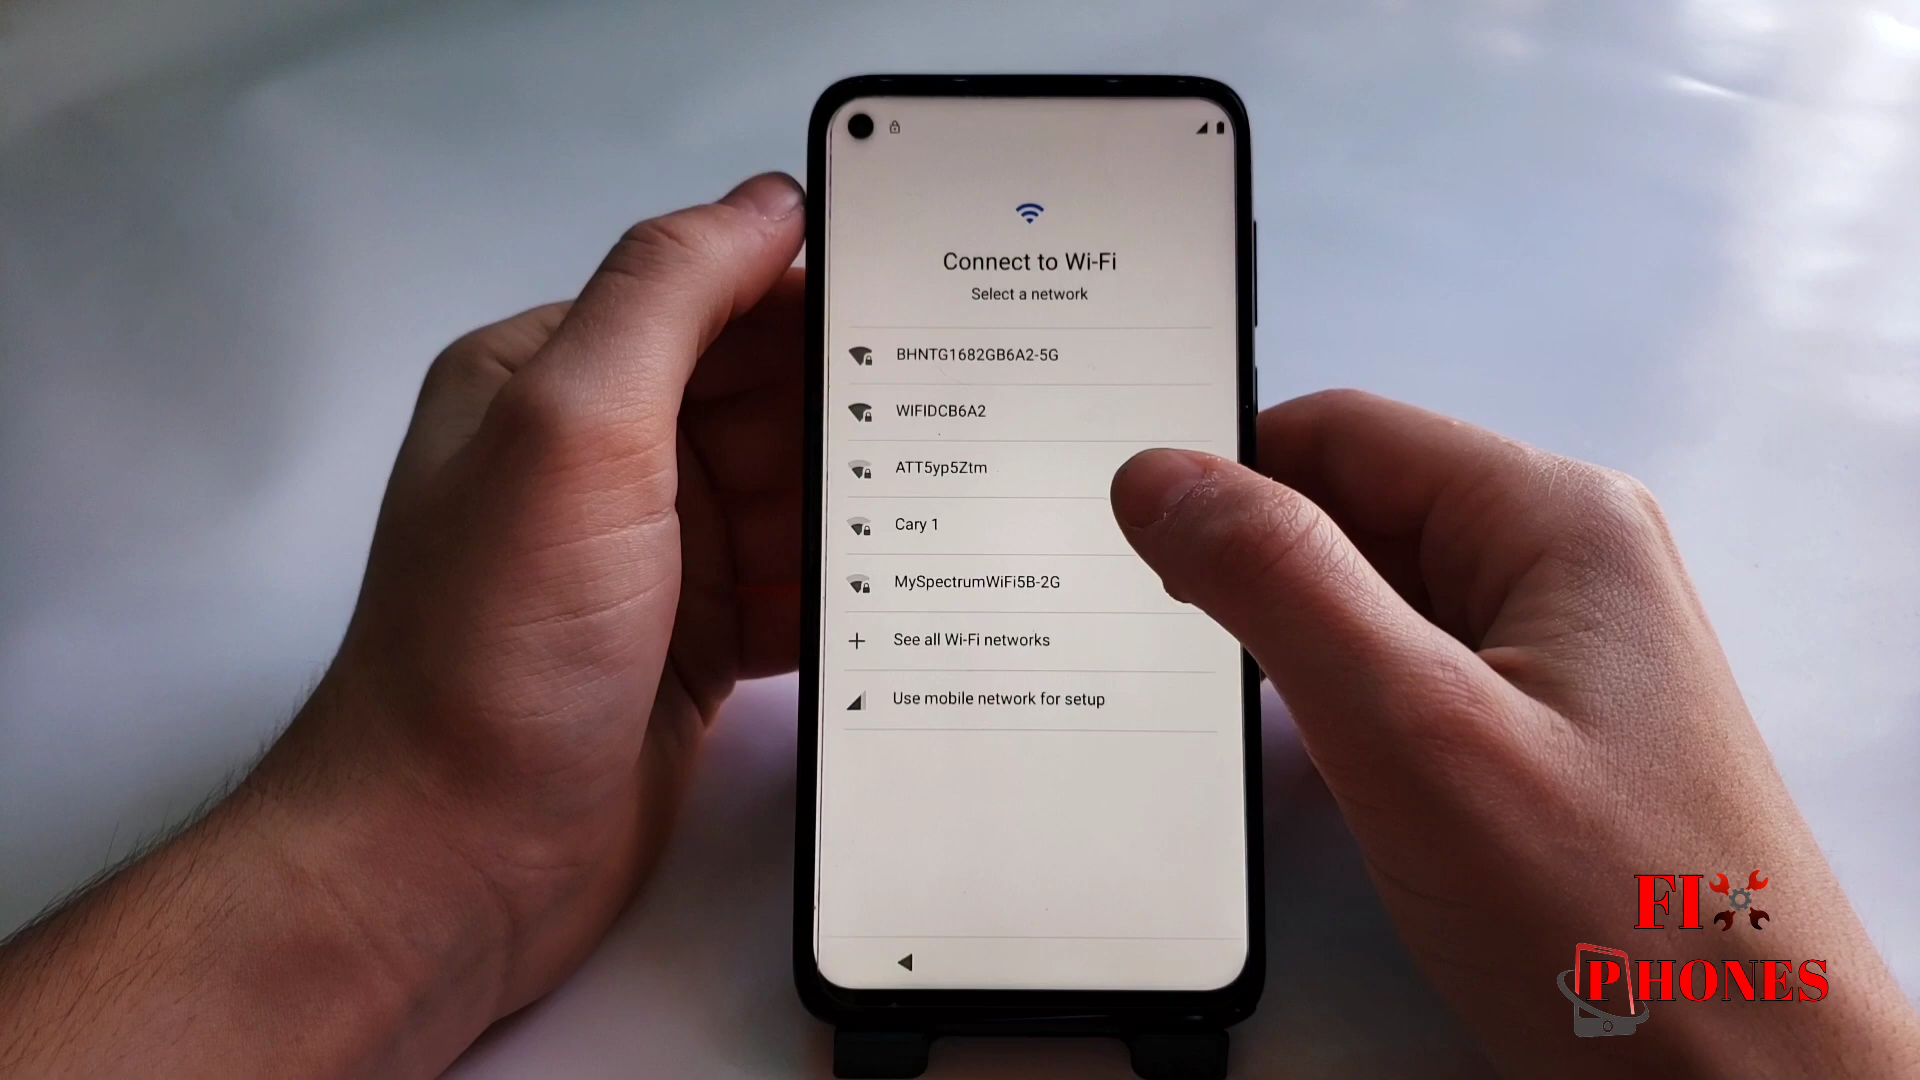 Connect to Wi-Fi
Select a network
BHNTG1682GB6A2-5G
WIFIDCB6A2
ATT5yp5Ztm
Cary 1
MySpectrumWiFi5B-2G
See all Wi-Fi networks
Use mobile network for setup
FIX
PHONES